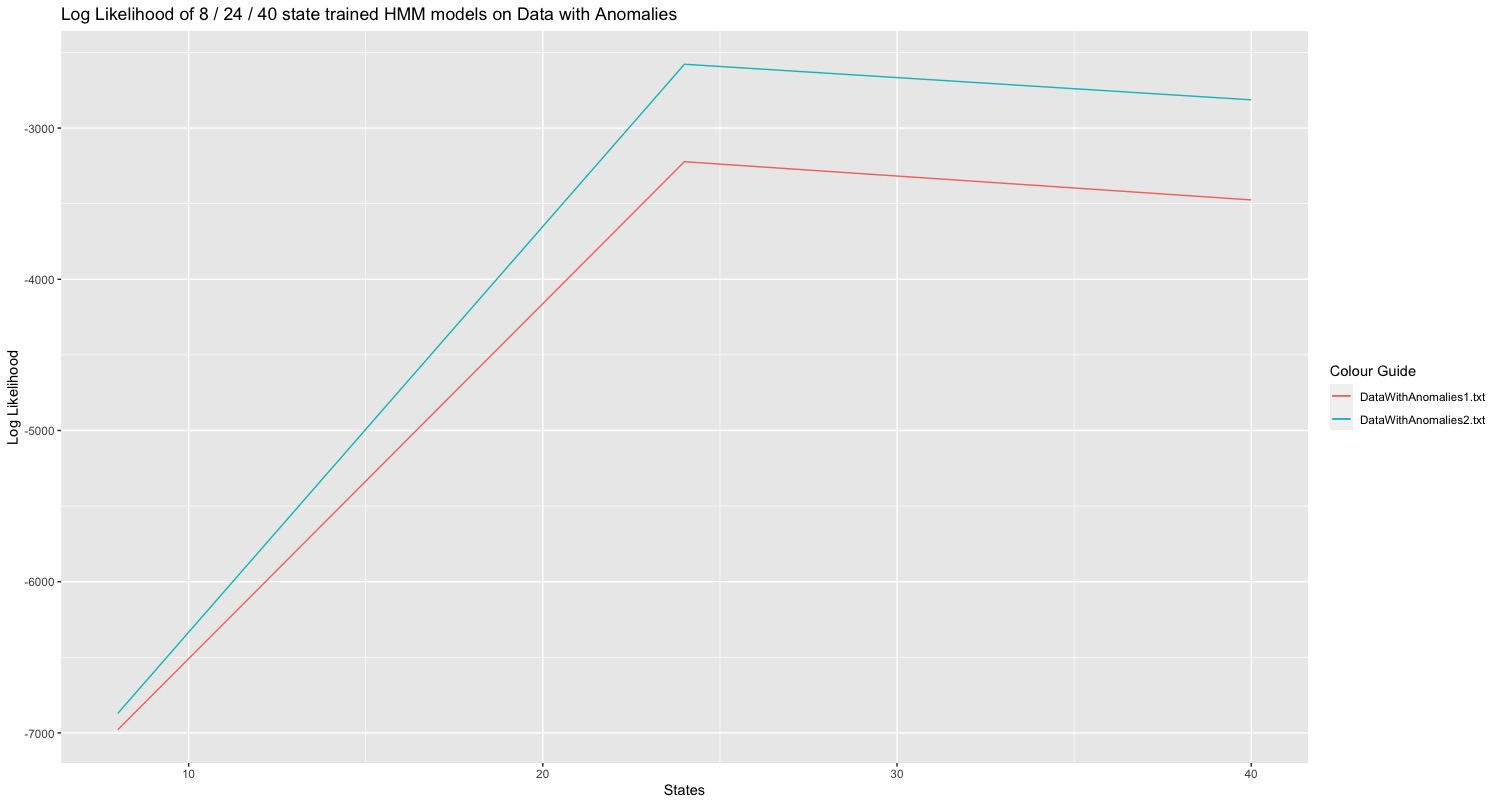 Log Likelihood of 8 / 24 / 40 state trained HMM models on Data with Anomalies
Log Likelihood
-3000
-4000
-5000
-6000
-7000
10
20
30
40
States
Colour Guide
DataWithAnomalies1.txt
DataWithAnomalies2.txt